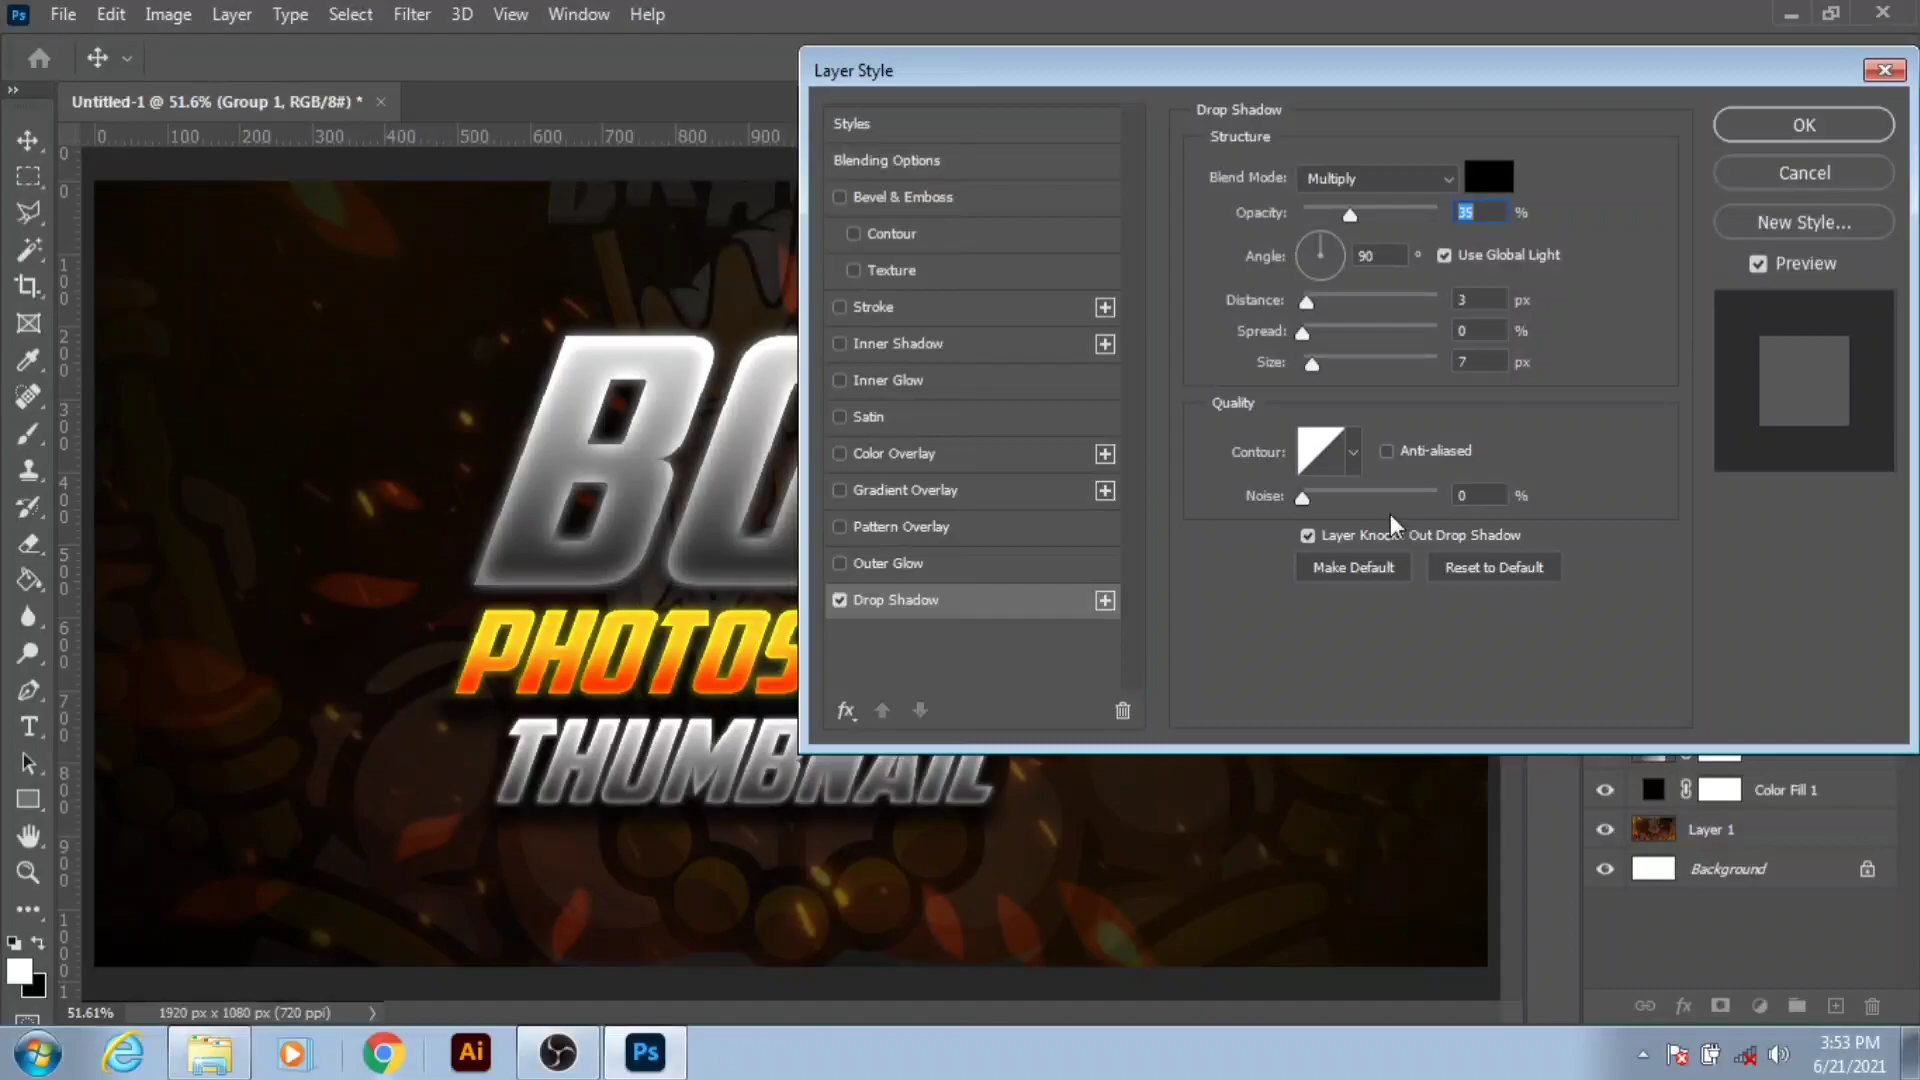 Ps File Edit Image Layer Type Select Filter 3D View Window Help
Untitled-1 @ 51.6% (Group 1, RGB/8#) * ×
0 100 200 300 400 500 600 700 800 900
Layer Style
Styles
Blending Options
Bevel & Emboss
Contour
Texture
Stroke
Inner Shadow
Inner Glow
Satin
Color Overlay
Gradient Overlay
Pattern Overlay
Outer Glow
Drop Shadow
fx
Drop Shadow
Structure
Blend Mode: Multiply
Opacity: 35 %
Angle: 90 ° Use Global Light
Distance: 3 px
Spread: 0 %
Size: 7 px
Quality
Contour: Anti-aliased
Noise: 0 %
Out Drop Shadow
Make Default Reset to Default
OK
Cancel
New Style...
Preview
PHOTOS
THUMBNAIL
Color Fill 1
Layer 1
Background
fx
51.61% 1920 px x 1080 px (720 ppi)
Ai Ps
3:53 PM
6/21/2021